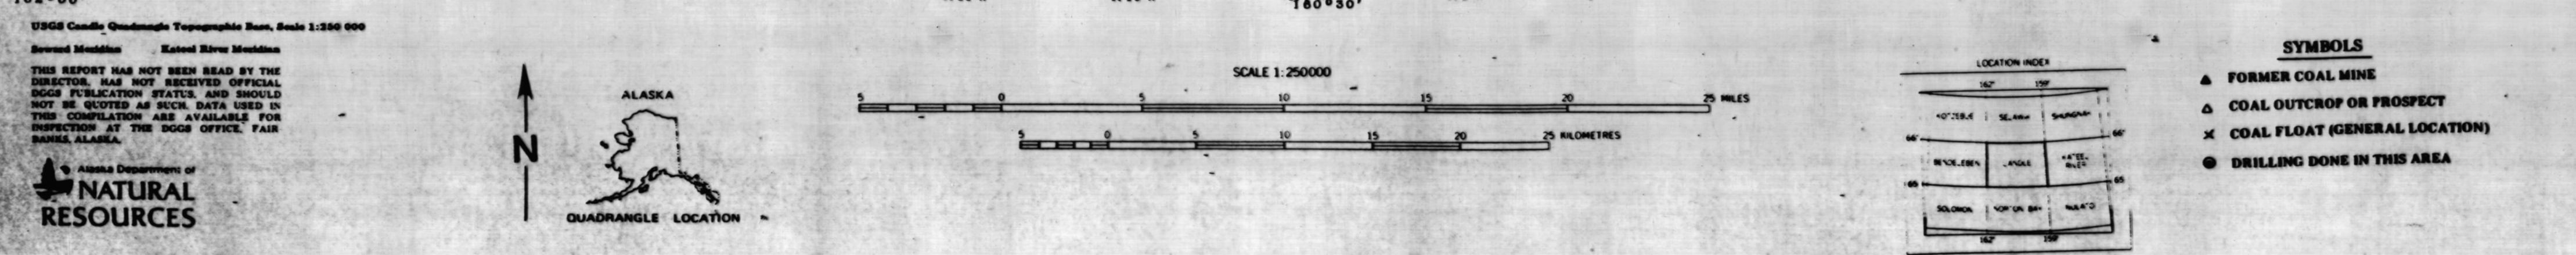 160°30'
USGS Candle Quadrangle Topographic Base, Scale 1:250 000
Seward Meridian Kateel River Meridian
THIS REPORT HAS NOT BEEN READ BY THE
DIRECTOR, HAS NOT RECEIVED OFFICIAL
DGGS PUBLICATION STATUS, AND SHOULD
NOT BE QUOTED AS SUCH. DATA USED IN
THIS COMPILATION ARE AVAILABLE FOR
INSPECTION AT THE DGGS OFFICE, FAIR
BANKS, ALASKA.
Alaska Department of
NATURAL
RESOURCES
N
ALASKA
QUADRANGLE LOCATION
SCALE 1:250000
5 0 5 10 15 20 25 MILES
5 0 5 10 15 20 25 KILOMETRES
LOCATION INDEX
162° 159°
SELAWIK SHUNGNAK
66° 66°
BENDELEBEN CANDLE
65 65
SOLOMON NORTON BAY NULATO
162° 159°
SYMBOLS
FORMER COAL MINE
COAL OUTCROP OR PROSPECT
COAL FLOAT (GENERAL LOCATION)
DRILLING DONE IN THIS AREA